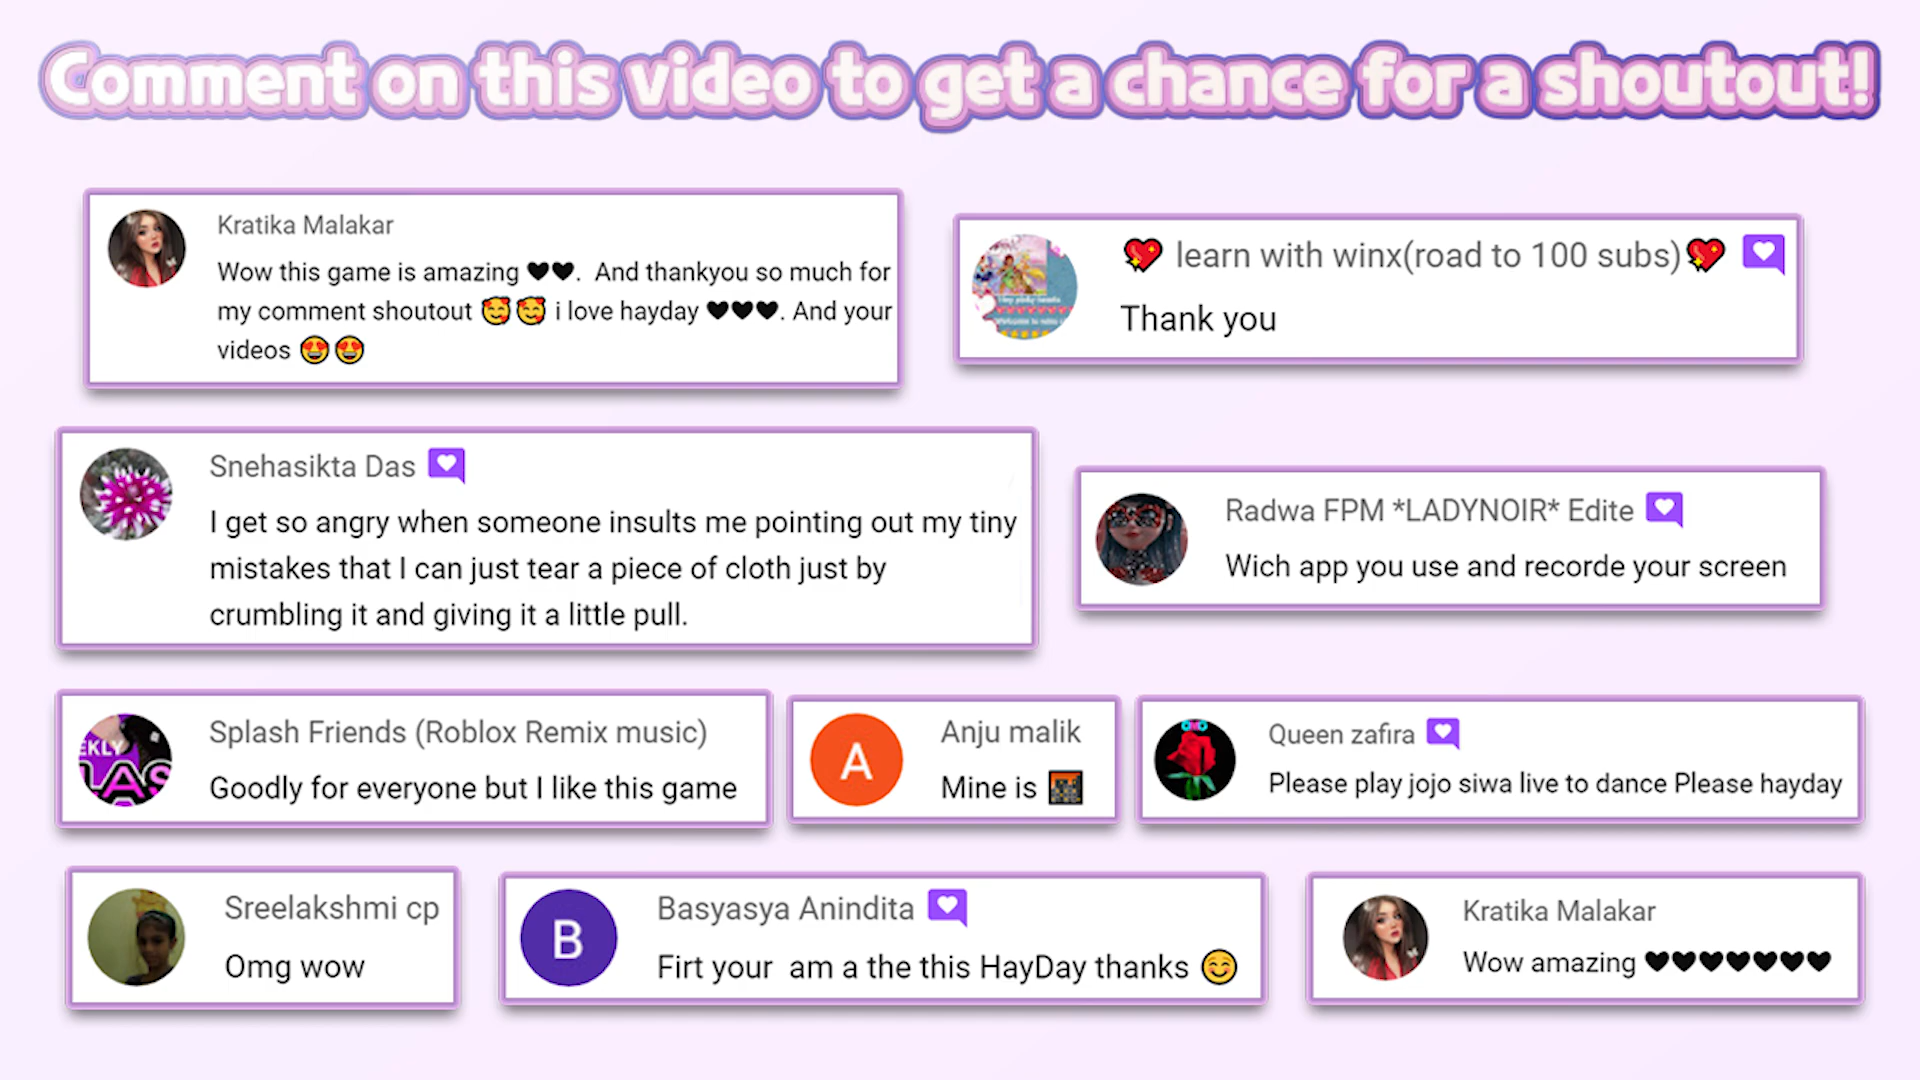 Comment on this video to get a chance for a shoutout!
Kratika Malakar
Wow this game is amazing 🖤🖤.  And thankyou so much for
my comment shoutout 🥰🥰 i love hayday 🖤🖤🖤. And your
videos 😍😍
💖 learn with winx(road to 100 subs)💖
Thank you
Snehasikta Das
I get so angry when someone insults me pointing out my tiny
mistakes that I can just tear a piece of cloth just by
crumbling it and giving it a little pull.
Radwa FPM *LADYNOIR* Edite
Wich app you use and recorde your screen
EKLY
LAS
Splash Friends (Roblox Remix music)
Goodly for everyone but I like this game
A
Anju malik
Mine is
Queen zafira
Please play jojo siwa live to dance Please hayday
Sreelakshmi cp
Omg wow
B
Basyasya Anindita
Firt your  am a the this HayDay thanks 😊
Kratika Malakar
Wow amazing 🖤🖤🖤🖤🖤🖤🖤